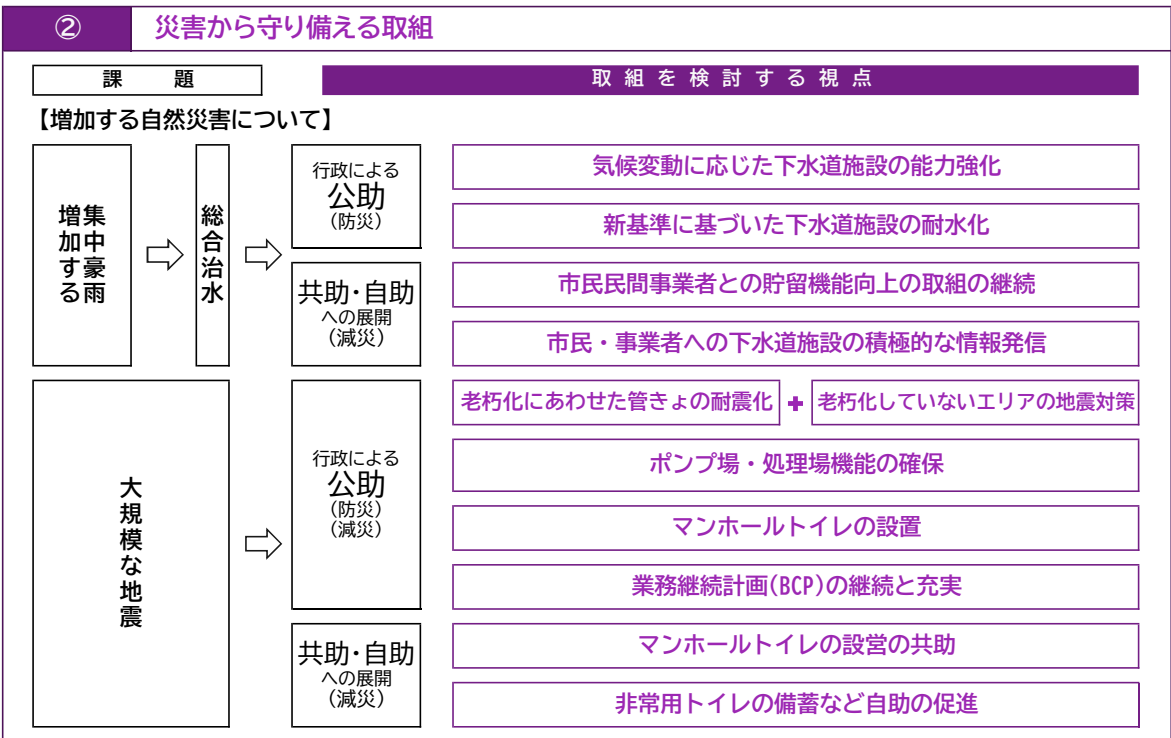 ② 災害から守り備える取組
課 題
取組を検討する視点
【増加する自然災害について】
増加する
集中豪雨
総合治水
行政による
公助
(防災)
気候変動に応じた下水道施設の能力強化
新基準に基づいた下水道施設の耐水化
共助・自助
への展開
(減災)
市民民間事業者との貯留機能向上の取組の継続
市民・事業者への下水道施設の積極的な情報発信
大規模な地震
行政による
公助
(防災)
(減災)
老朽化にあわせた管きょの耐震化 + 老朽化していないエリアの地震対策
ポンプ場・処理場機能の確保
マンホールトイレの設置
業務継続計画(BCP)の継続と充実
共助・自助
への展開
(減災)
マンホールトイレの設営の共助
非常用トイレの備蓄など自助の促進